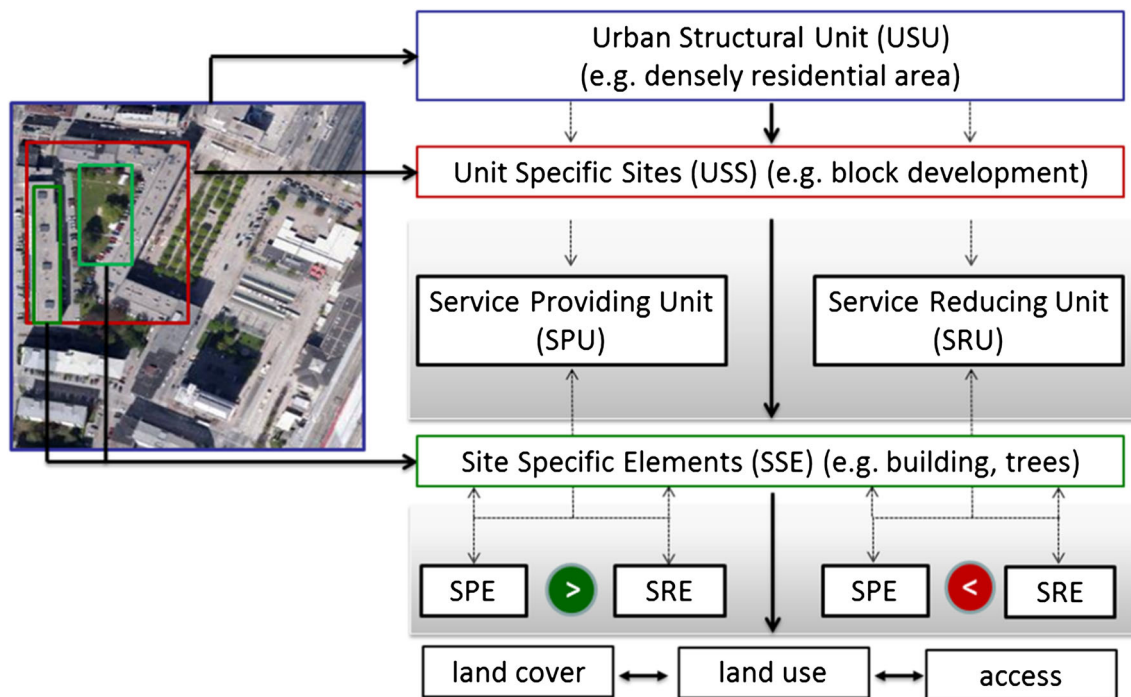 Urban Structural Unit (USU)
(e.g. densely residential area)
Unit Specific Sites (USS) (e.g. block development)
Service Providing Unit
(SPU)
Service Reducing Unit
(SRU)
Site Specific Elements (SSE) (e.g. building, trees)
SPE > SRE SPE < SRE
land cover land use access